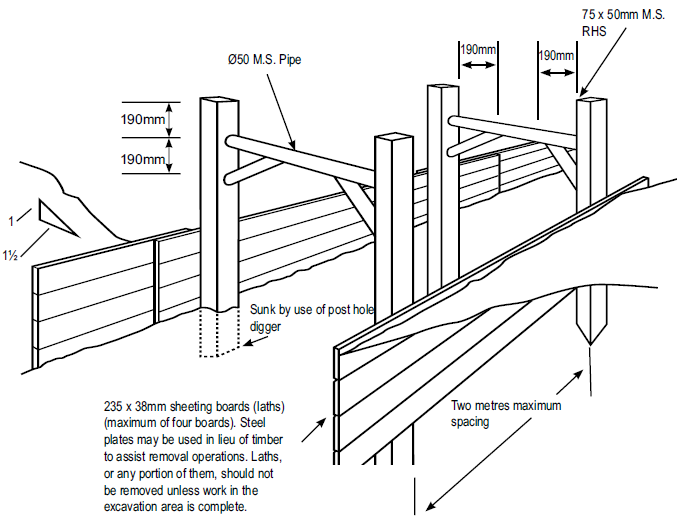 75 x 50mm M.S.
RHS
190mm
190mm
Ø50 M.S. Pipe
190mm
190mm
1
1½
Sunk by use of post hole
digger
235 x 38mm sheeting boards (laths)
(maximum of four boards). Steel
plates may be used in lieu of timber
to assist removal operations. Laths,
or any portion of them, should not
be removed unless work in the
excavation area is complete.
Two metres maximum
spacing